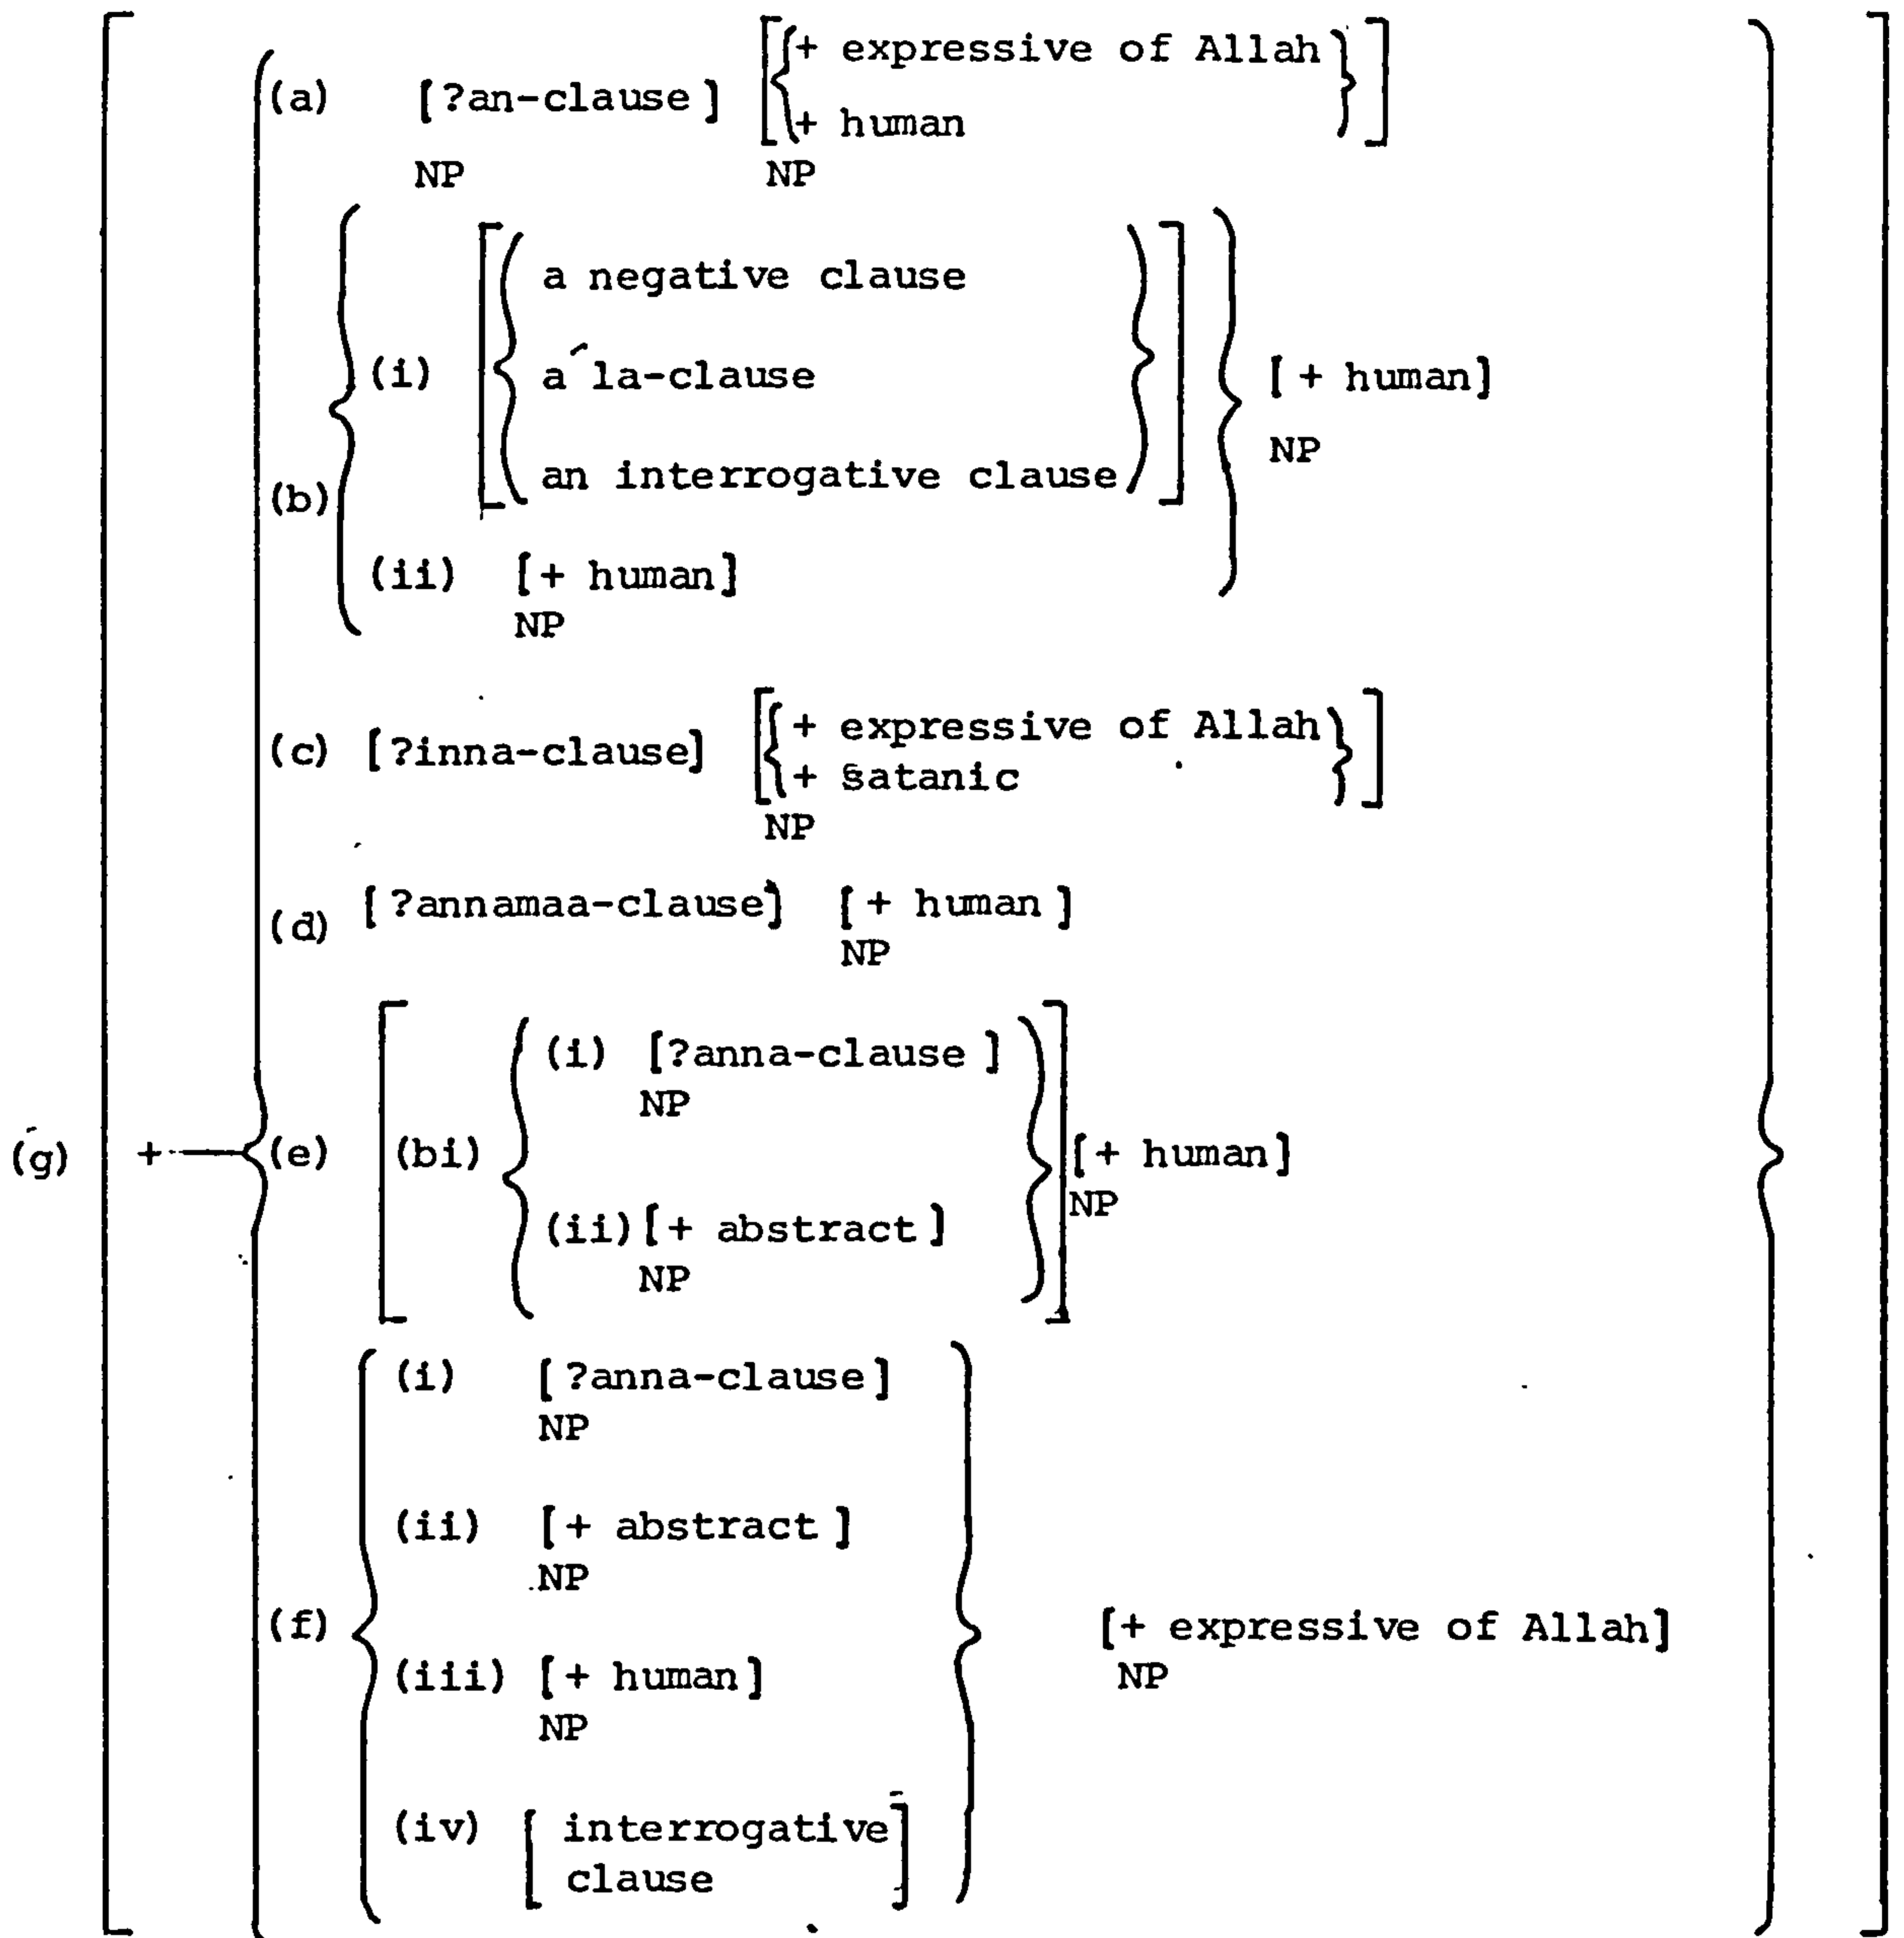 + expressive of Allah
(a) [?an-clause]
+ human
NP NP
a negative clause
(i) a ´la-clause [+ human]
NP
an interrogative clause
(b)
(ii) [+ human]
NP
+ expressive of Allah
(c) [?inna-clause]
+ satanic
NP
(d) [?annamaa-clause] [+ human]
NP
(i) [?anna-clause]
NP
(g) + (e) (bi) [+ human]
NP
(ii) [+ abstract]
NP
(i) [?anna-clause]
NP
(ii) [+ abstract]
NP
(f) [+ expressive of Allah]
NP
(iii) [+ human]
NP
(iv) [interrogative
clause]